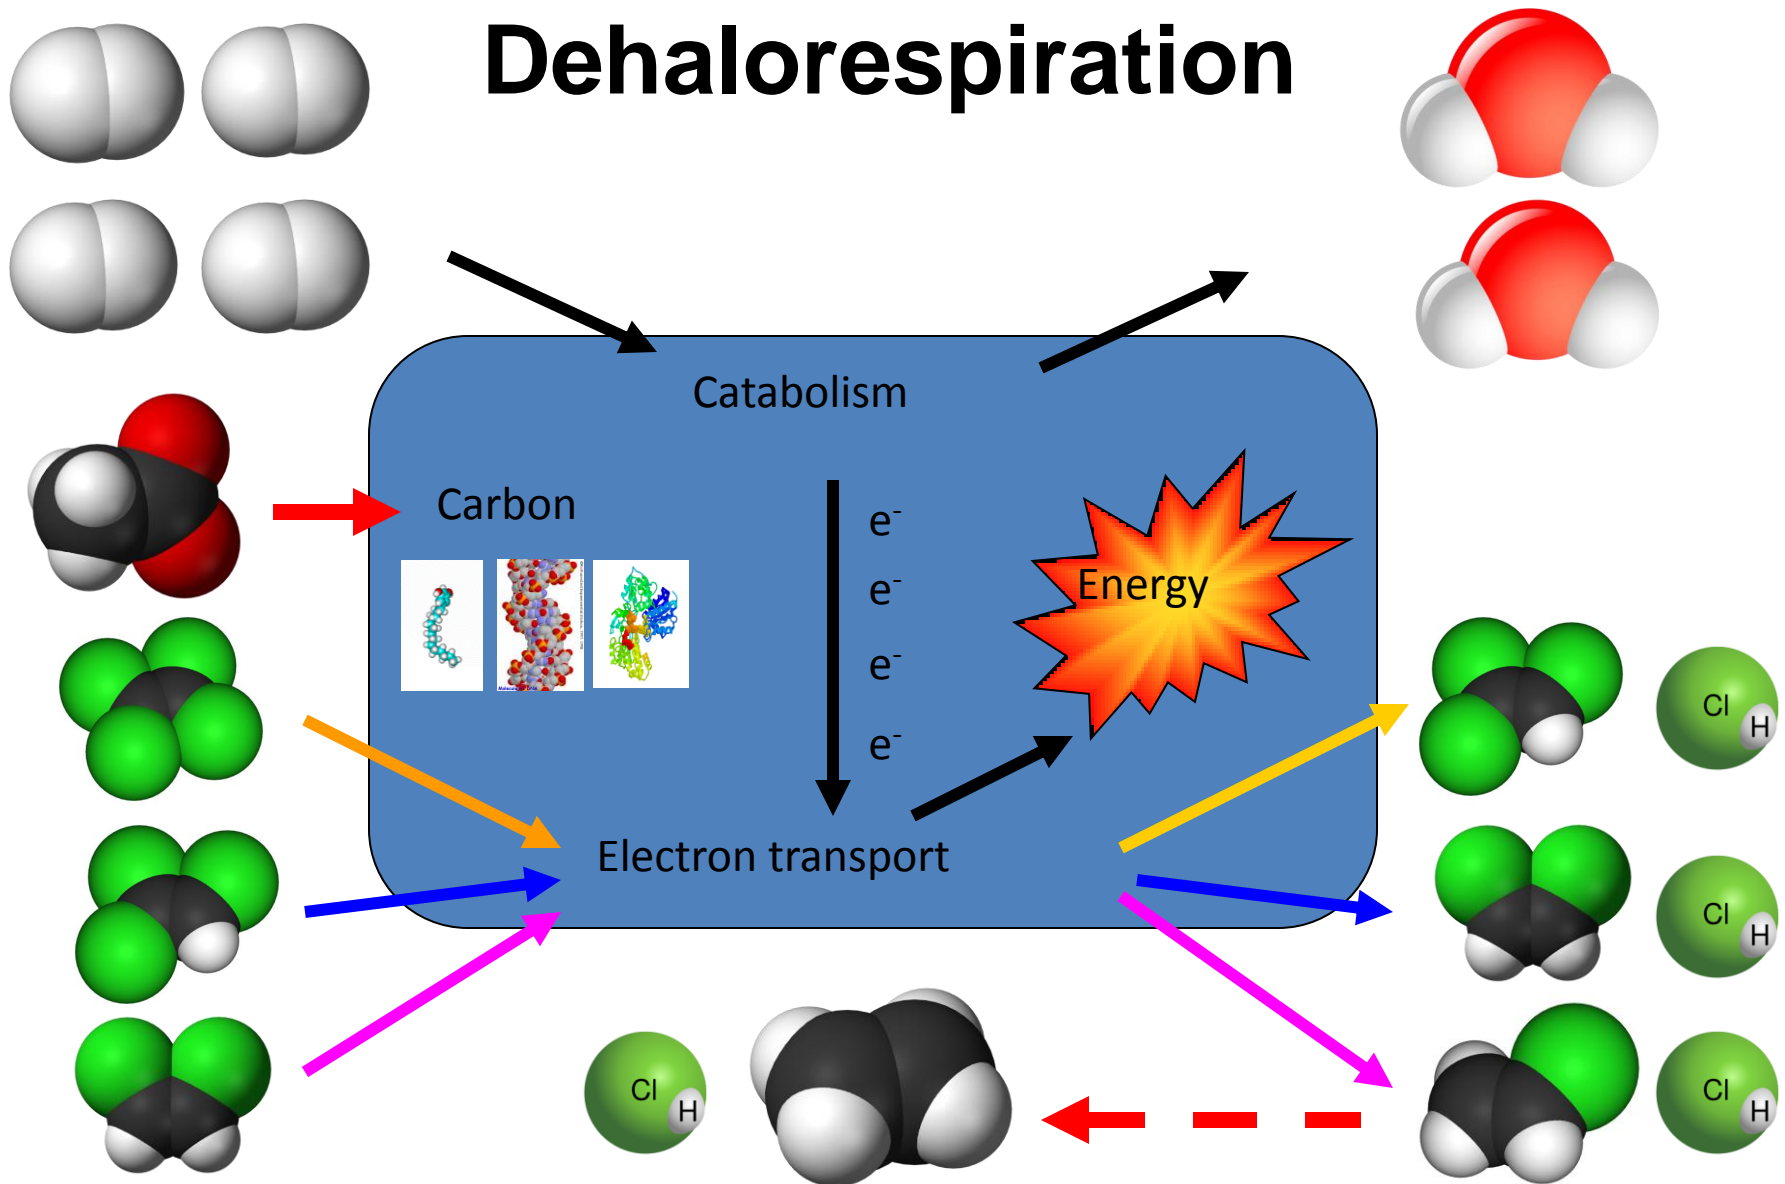 Dehalorespiration
Catabolism
Carbon
e-
e-
Energy
e-
e-
Electron transport
Cl
H
Cl
H
Cl
H
Cl
H